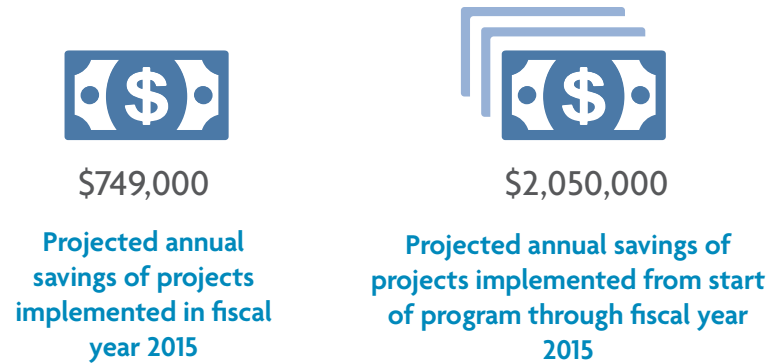 $
$
$749,000
Projected annual
savings of projects
implemented in fiscal
year 2015
$2,050,000
Projected annual savings of
projects implemented from start
of program through fiscal year
2015